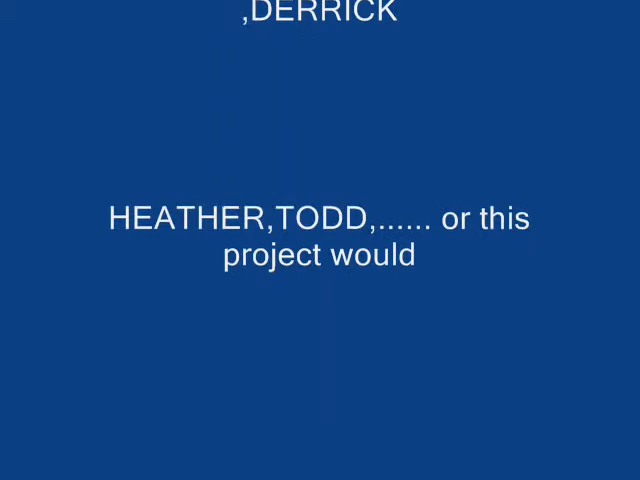 ,DERRICK
HEATHER,TODD,...... or this
project would